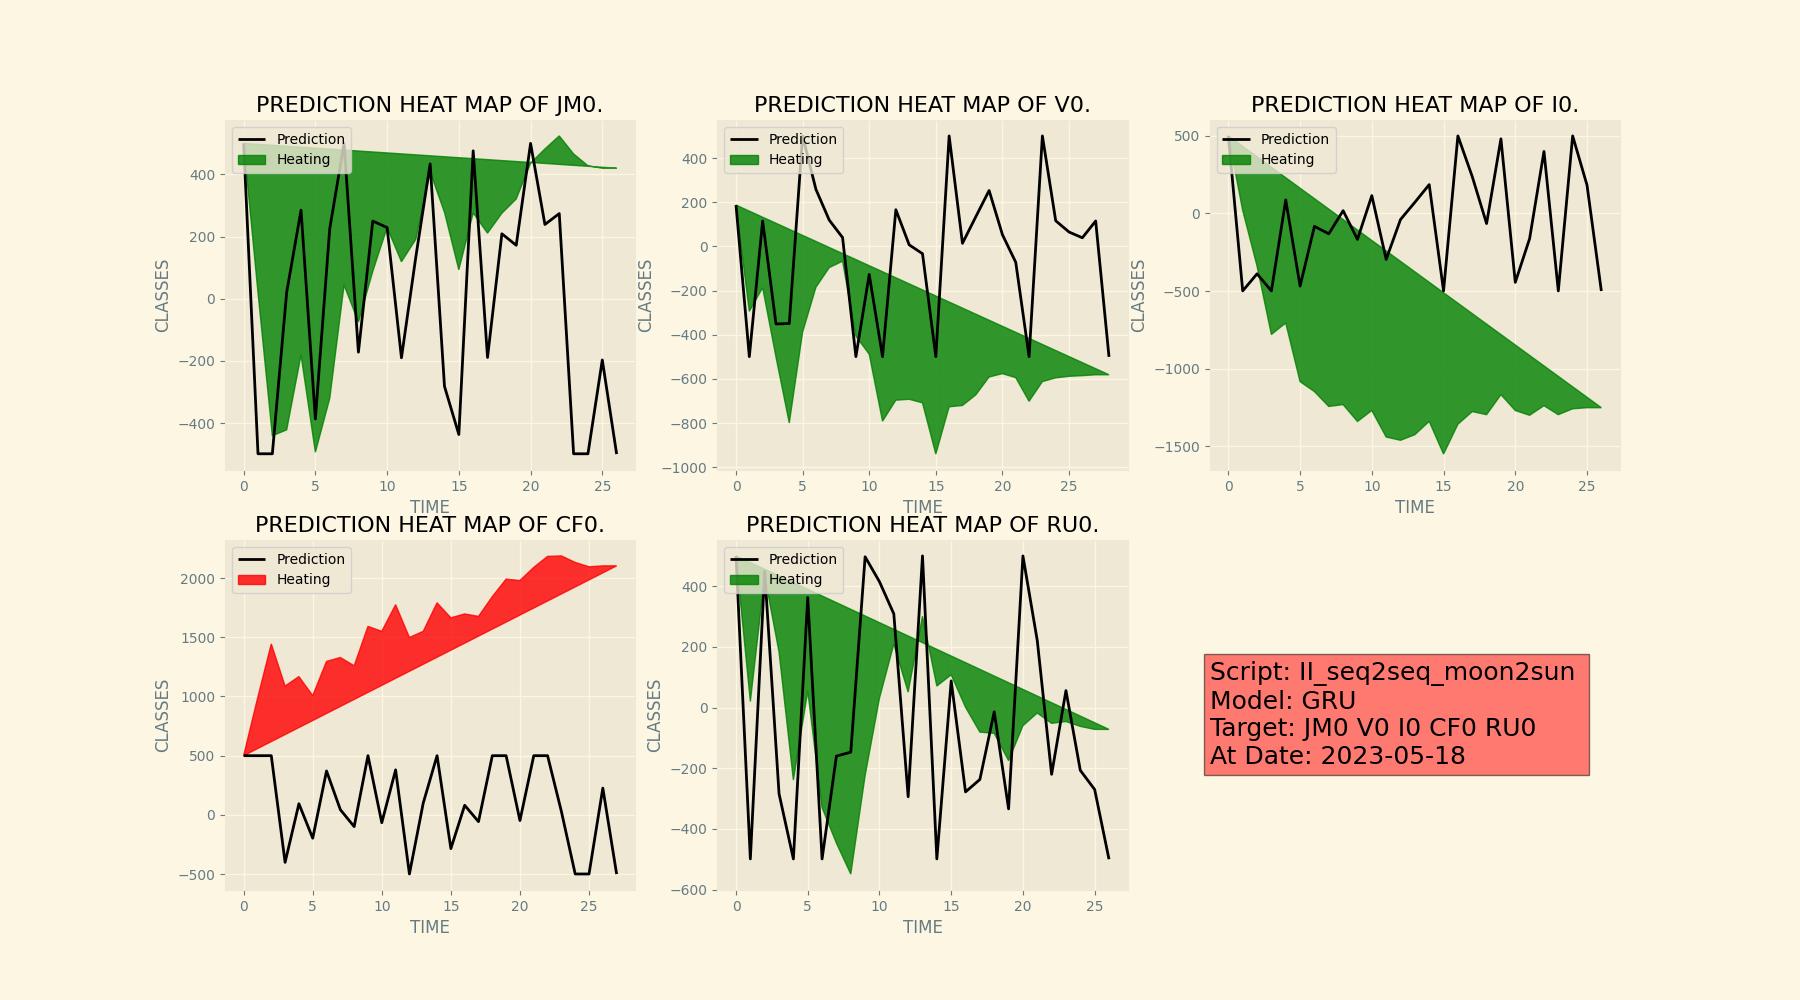 PREDICTION HEAT MAP OF JM0.
Prediction
Heating
CLASSES
400
200
0
−200
−400
0 5 10 15 20 25
TIME
PREDICTION HEAT MAP OF V0.
Prediction
Heating
CLASSES
400
200
0
−200
−400
−600
−800
−1000
0 5 10 15 20 25
TIME
PREDICTION HEAT MAP OF I0.
Prediction
Heating
CLASSES
500
0
−500
−1000
−1500
0 5 10 15 20 25
TIME
PREDICTION HEAT MAP OF CF0.
Prediction
Heating
CLASSES
2000
1500
1000
500
0
−500
0 5 10 15 20 25
TIME
PREDICTION HEAT MAP OF RU0.
Prediction
Heating
CLASSES
400
200
0
−200
−400
−600
0 5 10 15 20 25
TIME
Script: II_seq2seq_moon2sun
Model: GRU
Target: JM0 V0 I0 CF0 RU0
At Date: 2023-05-18